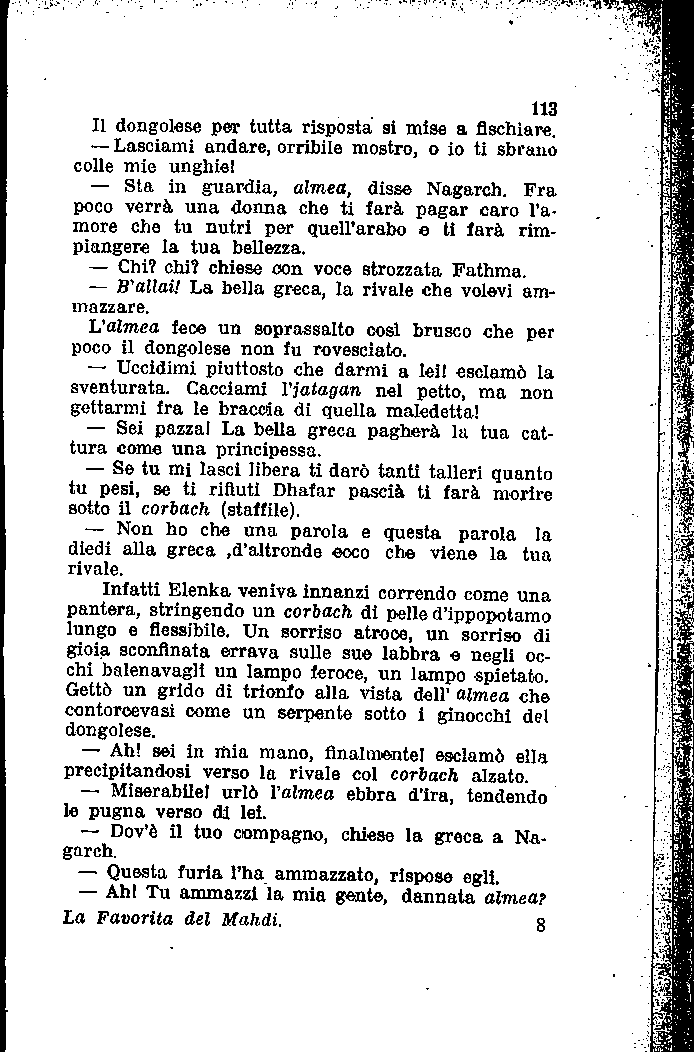 113
Il dongolese per tutta risposta si mise a fischiare.
— Lasciami andare, orribile mostro, o io ti sbrano
colle mie unghie!
— Sta in guardia, almea, disse Nagarch. Fra
poco verrà una donna che ti farà pagar caro l'a-
more che tu nutri per quell'arabo e ti farà rim-
piangere la tua bellezza.
— Chi? chi? chiese con voce strozzata Fathma.
— B'allai! La bella greca, la rivale che volevi am-
mazzare.
L'almea fece un soprassalto così brusco che per
poco il dongolese non fu rovesciato.
— Uccidimi piuttosto che darmi a lei! esclamò la
sventurata. Cacciami l'jatagan nel petto, ma non
gettarmi fra le braccia di quella maledetta!
— Sei pazza! La bella greca pagherà la tua cat-
tura come una principessa.
— Se tu mi lasci libera ti darò tanti talleri quanto
tu pesi, se ti rifiuti Dhafar pascià ti farà morire
sotto il corbach (staffile).
— Non ho che una parola e questa parola la
diedi alla greca ,d'altronde ecco che viene la tua
rivale.
Infatti Elenka veniva innanzi correndo come una
pantera, stringendo un corbach di pelle d'ippopotamo
lungo e flessibile. Un sorriso atroce, un sorriso di
gioia sconfinata errava sulle sue labbra e negli oc-
chi balenavagli un lampo feroce, un lampo spietato.
Gettò un grido di trionfo alla vista dell' almea che
contorcevasi come un serpente sotto i ginocchi del
dongolese.
— Ah! sei in mia mano, finalmente! esclamò ella
precipitandosi verso la rivale col corbach alzato.
— Miserabile! urlò l'almea ebbra d'ira, tendendo
le pugna verso di lei.
— Dov'è il tuo compagno, chiese la greca a Na-
garch.
— Questa furia l'ha ammazzato, rispose egli.
— Ah! Tu ammazzi la mia gente, dannata almea?
La Favorita del Mahdi.
8